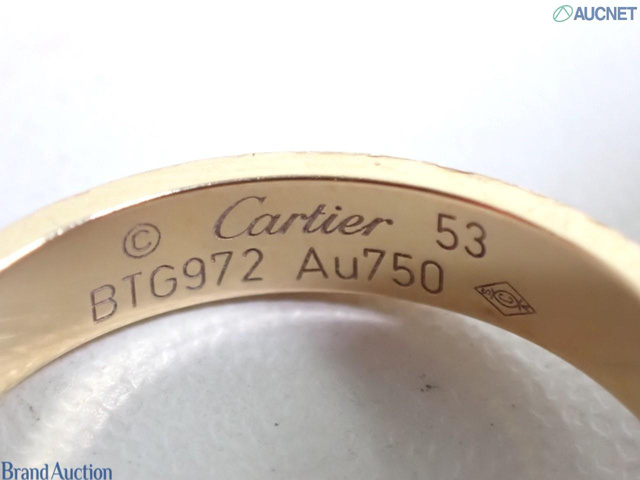 AUCNET
© Cartier 53
BTG972 Au750
Brand Auction